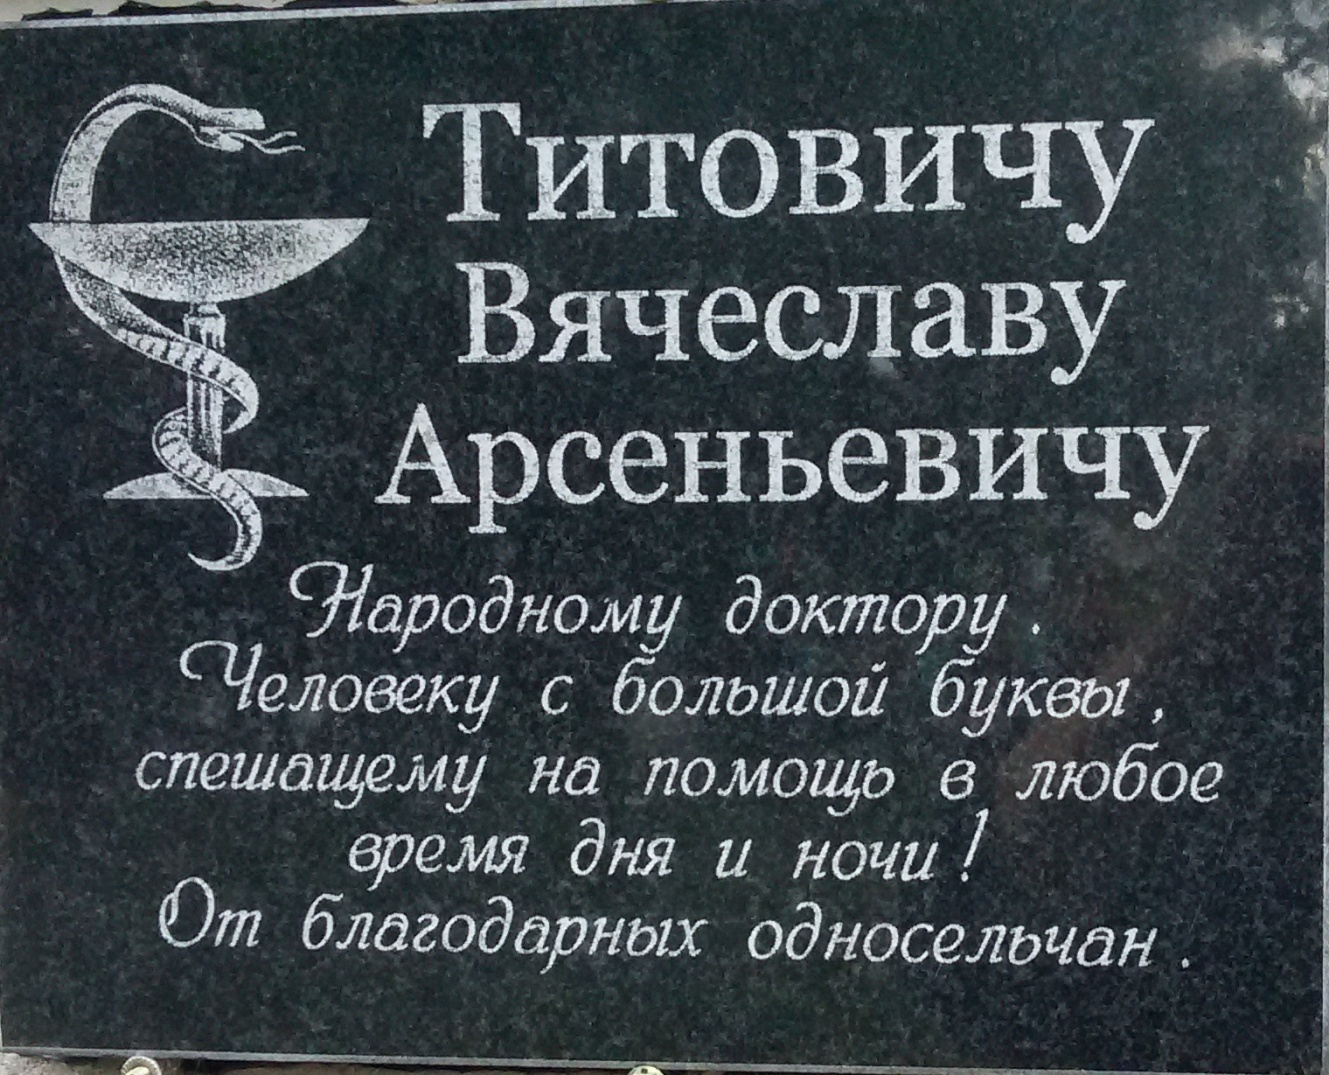 Титовичу
Вячеславу
Арсеньевичу
Народному доктору.
Человеку с большой буквы,
спешащему на помощь в любое
время дня и ночи!
От благодарных односельчан.